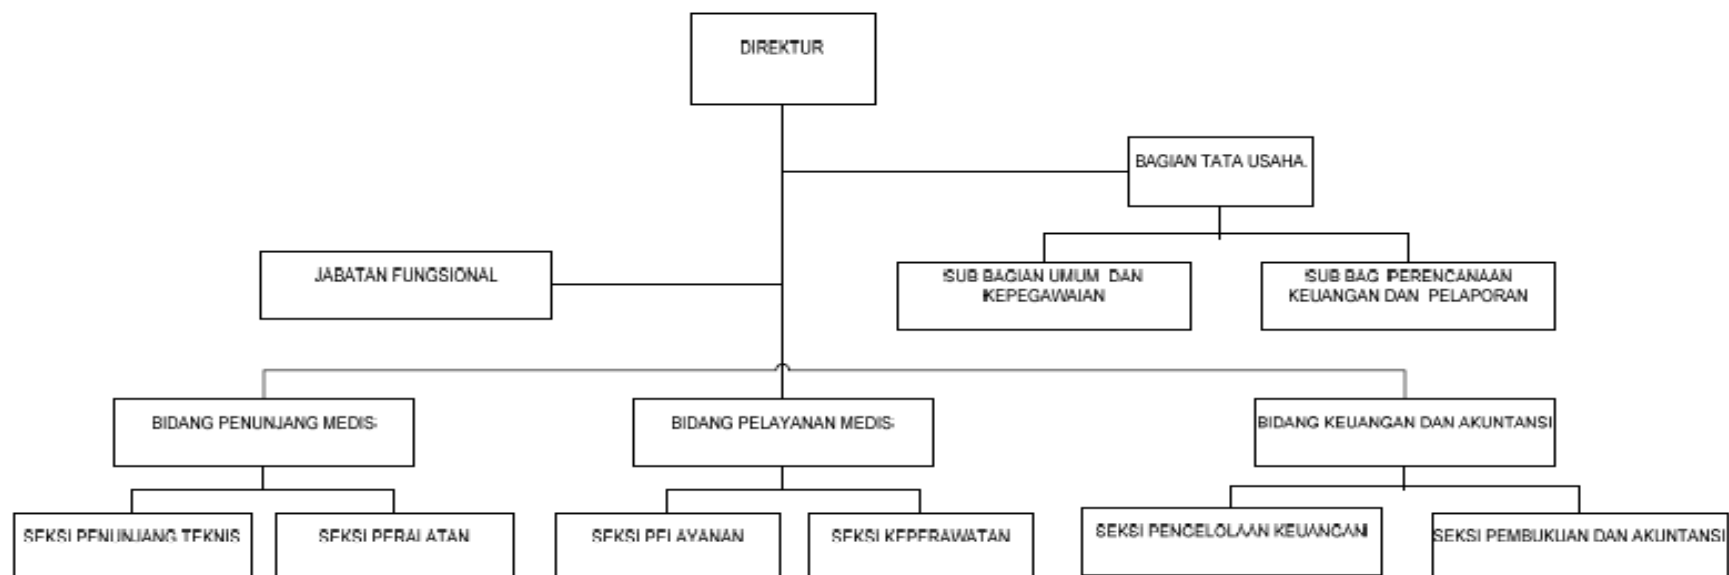 DIREKTUR
BAGIAN TATA USAHA.
JABATAN FUNGSIONAL
SUB BAGIAN UMUM DAN
KEPEGAWAIAN
SUB BAG PERENCANAAN
KEUANGAN DAN PELAPORAN
BIDANG PENUNJANG MEDIS
BIDANG PELAYANAN MEDIS
BIDANG KEUANGAN DAN AKUNTANSI
SEKSI PENUNJANG TEKNIS
SEKSI PERALATAN
SEKSI PELAYANAN
SEKSI KEPERAWATAN
SEKSI PENGELOLAAN KEUANGAN
SEKSI PEMBUKUAN DAN AKUNTANSI